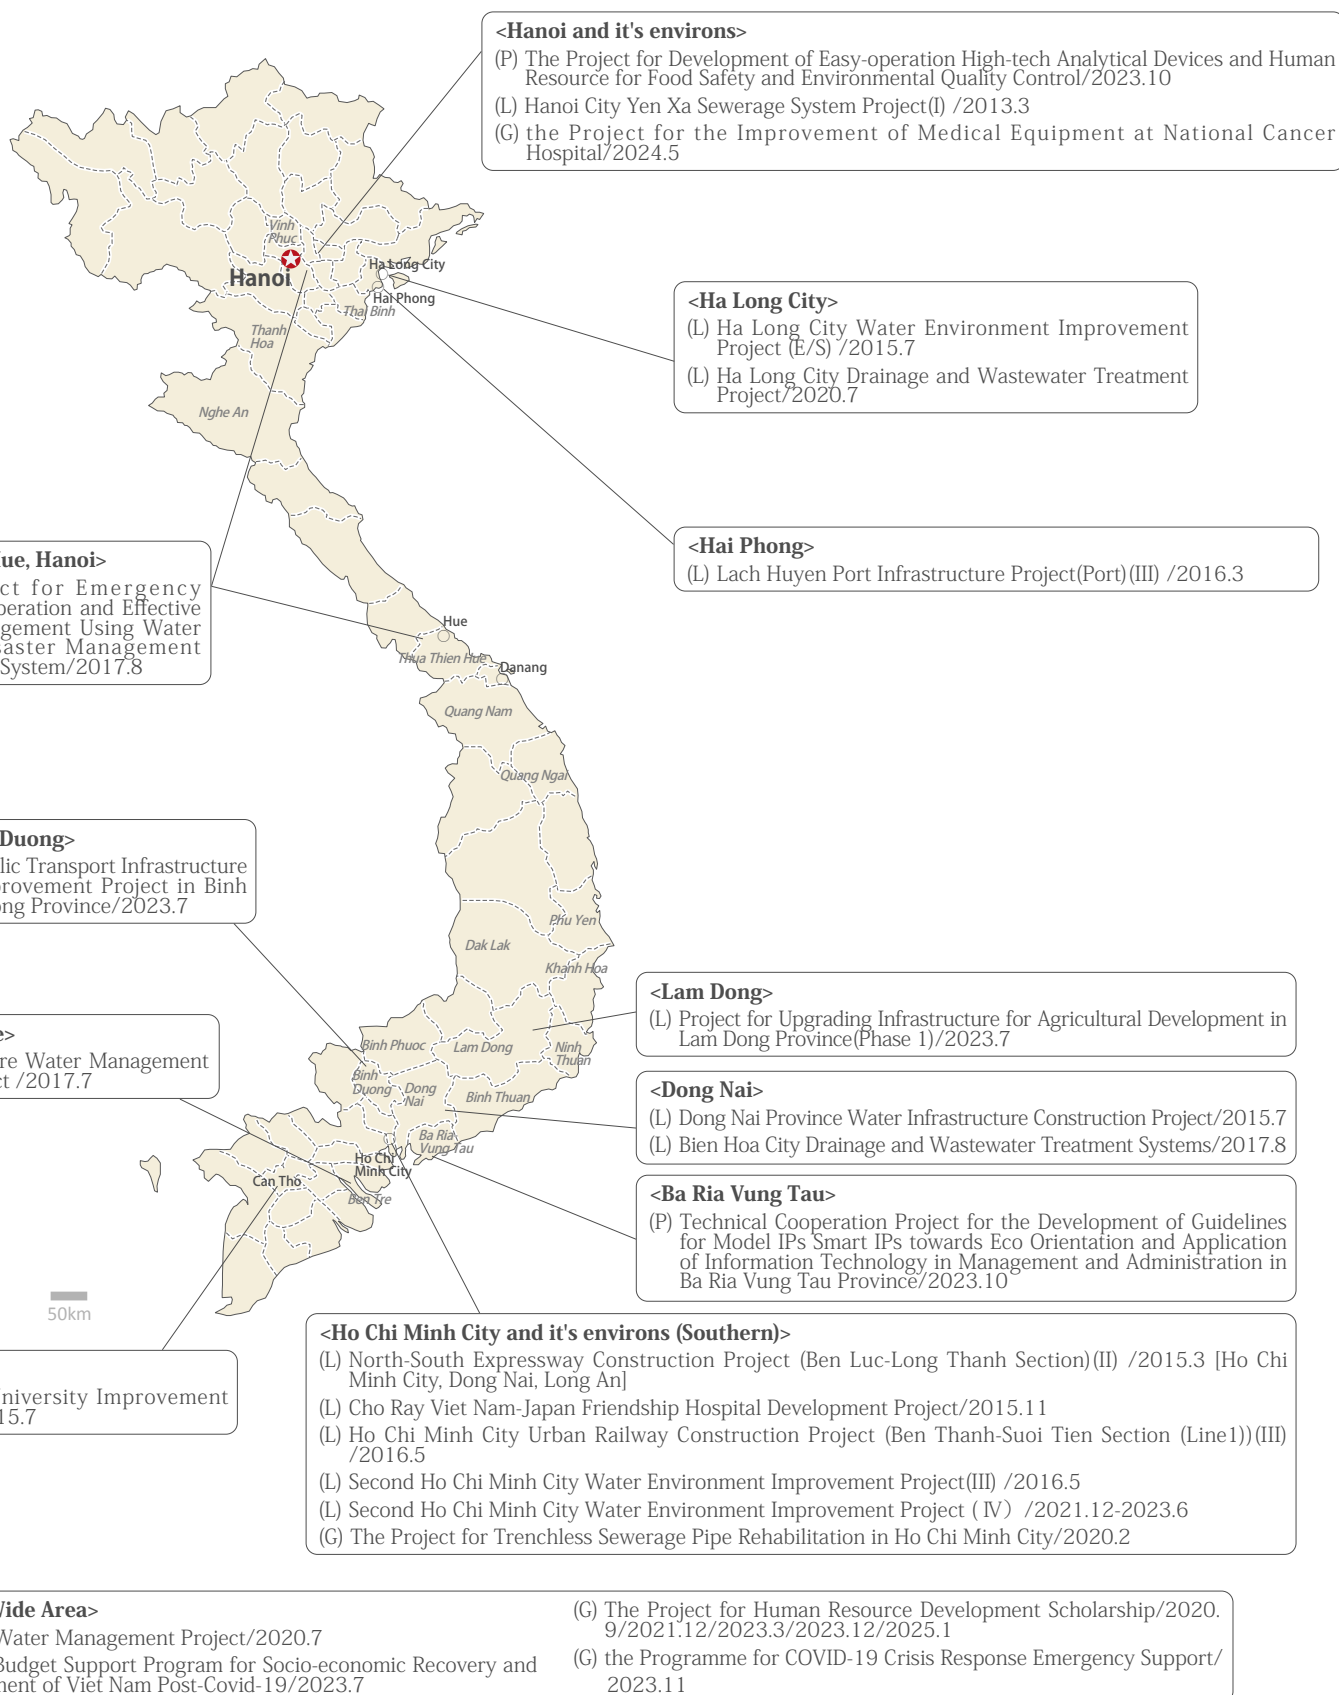 <Hanoi and it's environs>
(P) The Project for Development of Easy-operation High-tech Analytical Devices and Human
Resource for Food Safety and Environmental Quality Control/2023.10
(L) Hanoi City Yen Xa Sewerage System Project(I) /2013.3
(G) the Project for the Improvement of Medical Equipment at National Cancer
Hospital/2024.5
Vinh
Phuc
Hanoi
Ha Long City
Hai Phong
Thai Binh
Thanh
Hoa
Nghe An
<Ha Long City>
(L) Ha Long City Water Environment Improvement
Project (E/S) /2015.7
(L) Ha Long City Drainage and Wastewater Treatment
Project/2020.7
<Hai Phong>
(L) Lach Huyen Port Infrastructure Project(Port)(III) /2016.3
ue, Hanoi>
ct for Emergency
peration and Effective
gement Using Water
saster Management
System/2017.8
Hue
Thua Thien Hue
Danang
Quang Nam
Quang Ngai
Duong>
lic Transport Infrastructure
provement Project in Binh
ong Province/2023.7
Phu Yen
Dak Lak
Khanh Hoa
e>
re Water Management
ct /2017.7
Binh Phuoc
Lam Dong
Ninh
Thuan
Binh
Duong
Dong
Nai
Binh Thuan
Ba Ria
Vung Tau
Ho Chi
Minh City
Can Tho
Ben Tre
<Lam Dong>
(L) Project for Upgrading Infrastructure for Agricultural Development in
Lam Dong Province(Phase 1)/2023.7
<Dong Nai>
(L) Dong Nai Province Water Infrastructure Construction Project/2015.7
(L) Bien Hoa City Drainage and Wastewater Treatment Systems/2017.8
<Ba Ria Vung Tau>
(P) Technical Cooperation Project for the Development of Guidelines
for Model IPs Smart IPs towards Eco Orientation and Application
of Information Technology in Management and Administration in
Ba Ria Vung Tau Province/2023.10
50km
niversity Improvement
15.7
<Ho Chi Minh City and it's environs (Southern)>
(L) North-South Expressway Construction Project (Ben Luc-Long Thanh Section)(II) /2015.3 [Ho Chi
Minh City, Dong Nai, Long An]
(L) Cho Ray Viet Nam-Japan Friendship Hospital Development Project/2015.11
(L) Ho Chi Minh City Urban Railway Construction Project (Ben Thanh-Suoi Tien Section (Line1))(III)
/2016.5
(L) Second Ho Chi Minh City Water Environment Improvement Project(III) /2016.5
(L) Second Ho Chi Minh City Water Environment Improvement Project (Ⅳ）/2021.12-2023.6
(G) The Project for Trenchless Sewerage Pipe Rehabilitation in Ho Chi Minh City/2020.2
Wide Area>
Water Management Project/2020.7
Budget Support Program for Socio-economic Recovery and
ment of Viet Nam Post-Covid-19/2023.7
(G) The Project for Human Resource Development Scholarship/2020.
9/2021.12/2023.3/2023.12/2025.1
(G) the Programme for COVID-19 Crisis Response Emergency Support/
2023.11